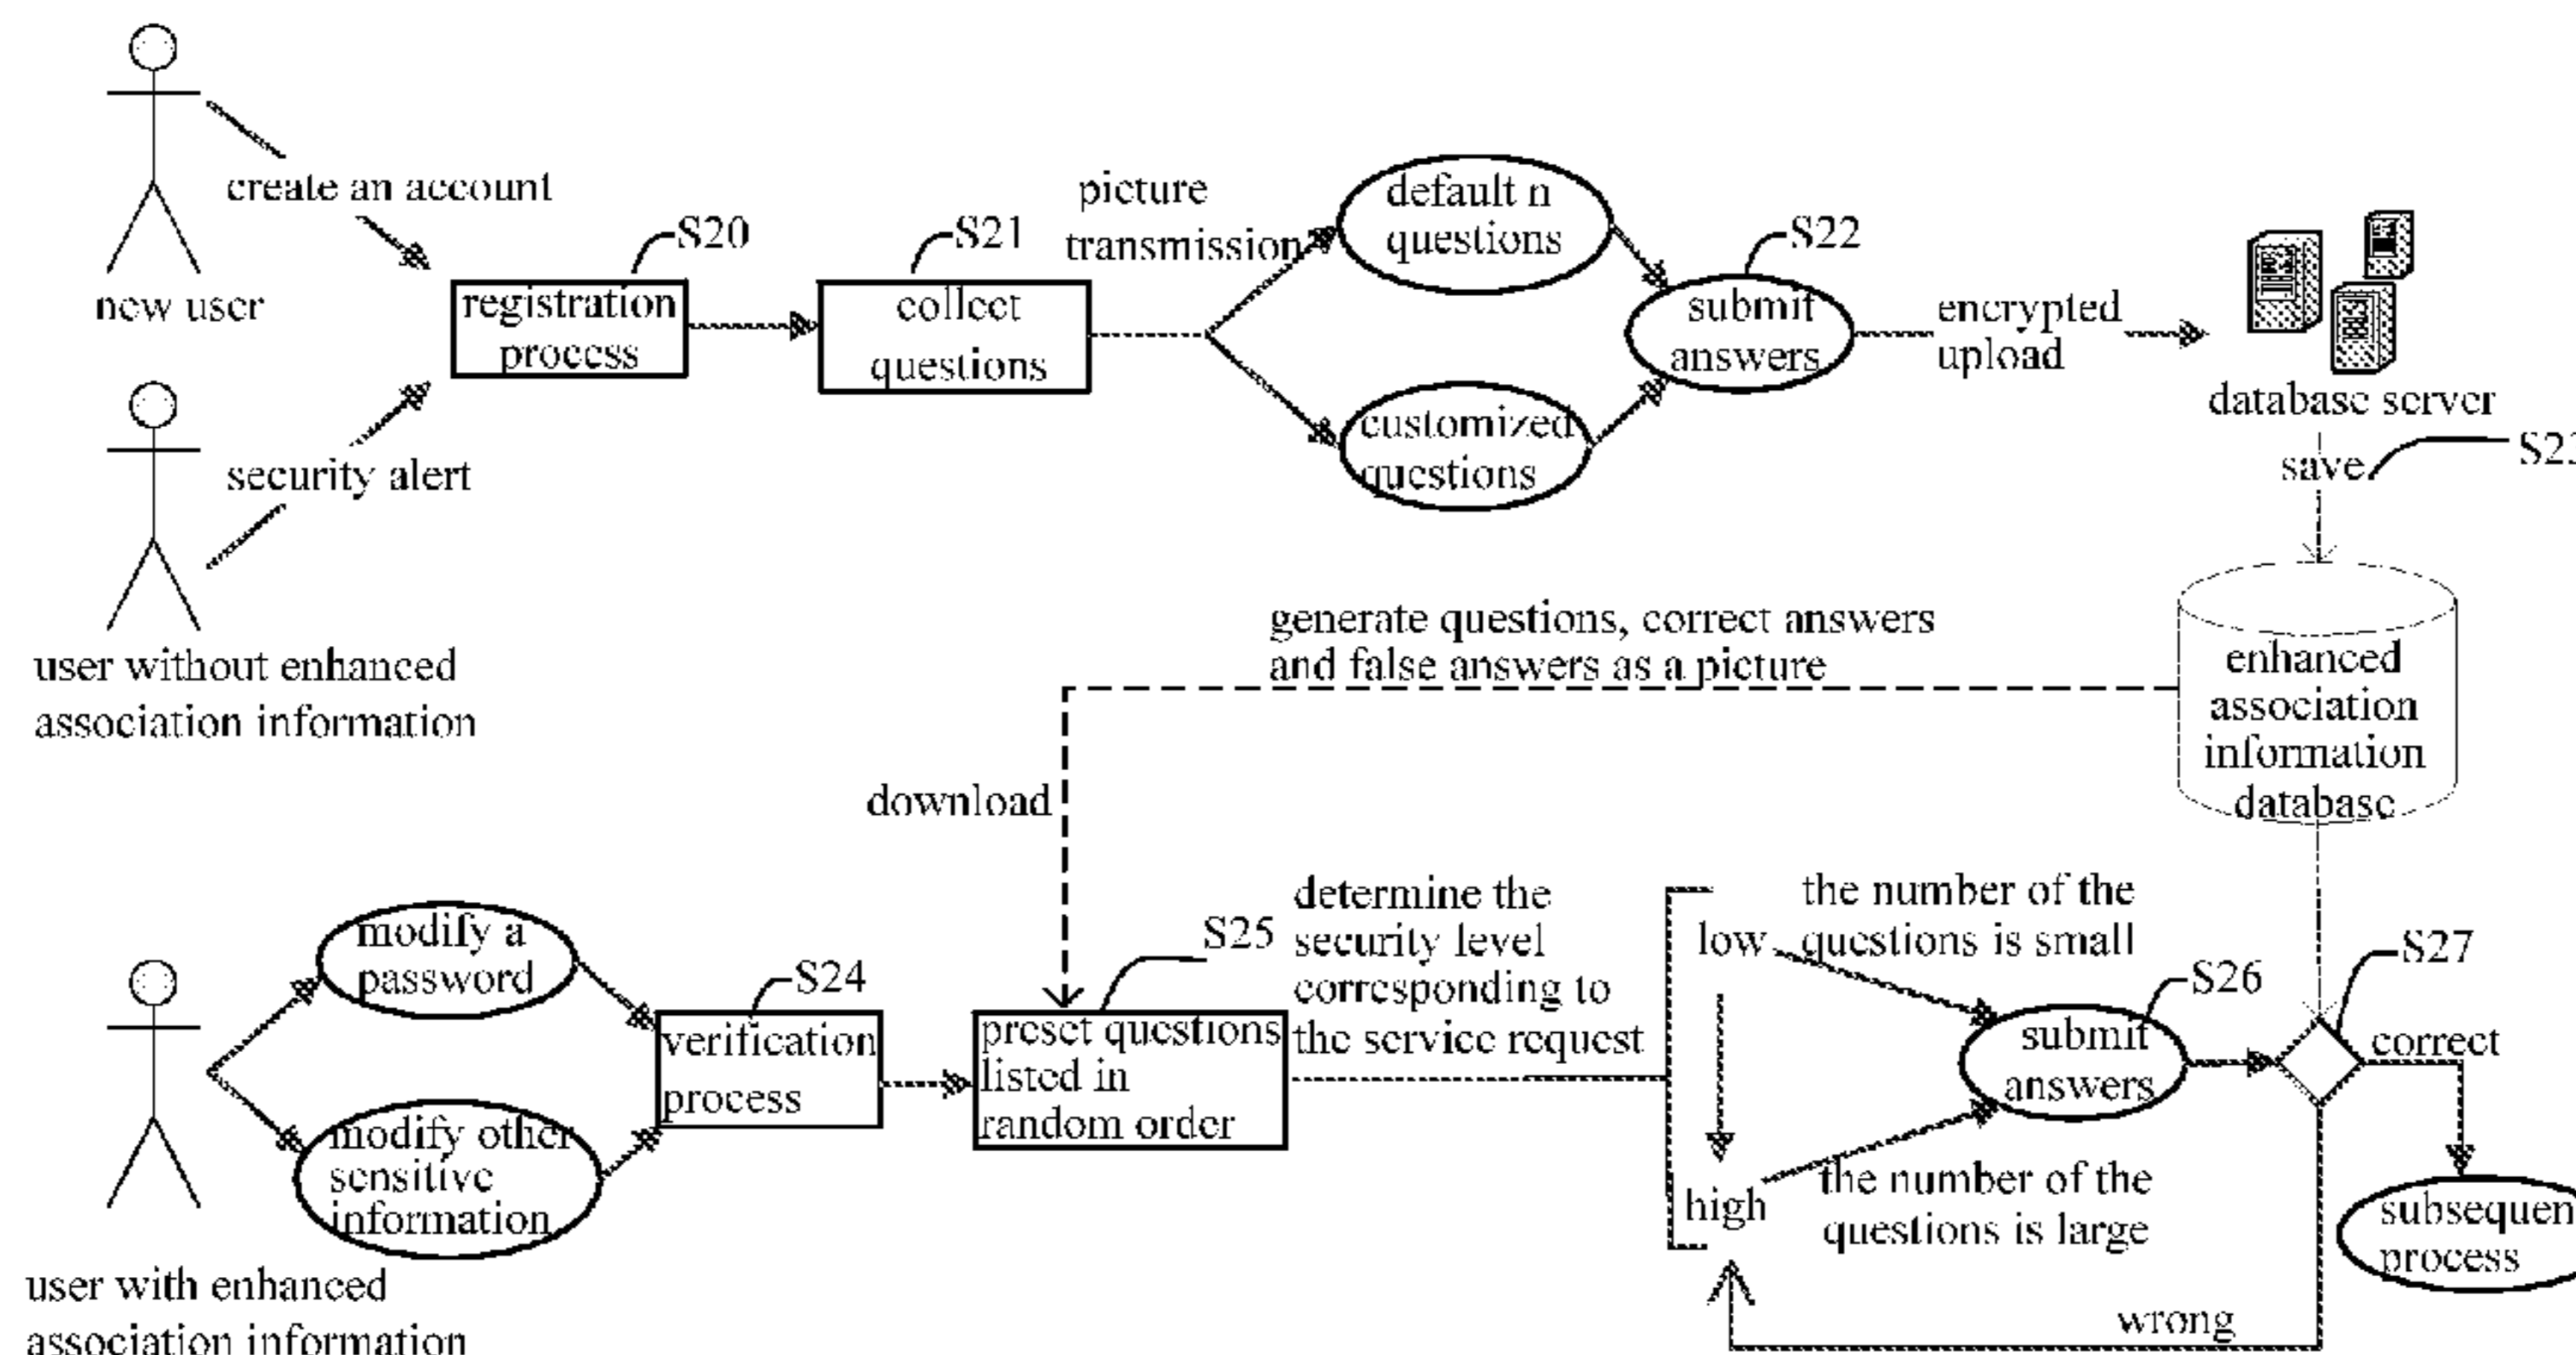 create an account
new user
S20
registration
process
security alert
user without enhanced
association information
S21
collect
questions
picture
transmission
default n
questions
customized
questions
S22
submit
answers
encrypted
upload
database server
save
enhanced
association
information
database
generate questions, correct answers
and false answers as a picture
download
modify a
password
modify other
sensitive
information
user with enhanced
association information
S24
verification
process
S25
preset questions
listed in
random order
determine the
security level
corresponding to
the service request
low
the number of the
questions is small
high
the number of the
questions is large
S26
submit
answers
S27
correct
wrong
subsequen
process